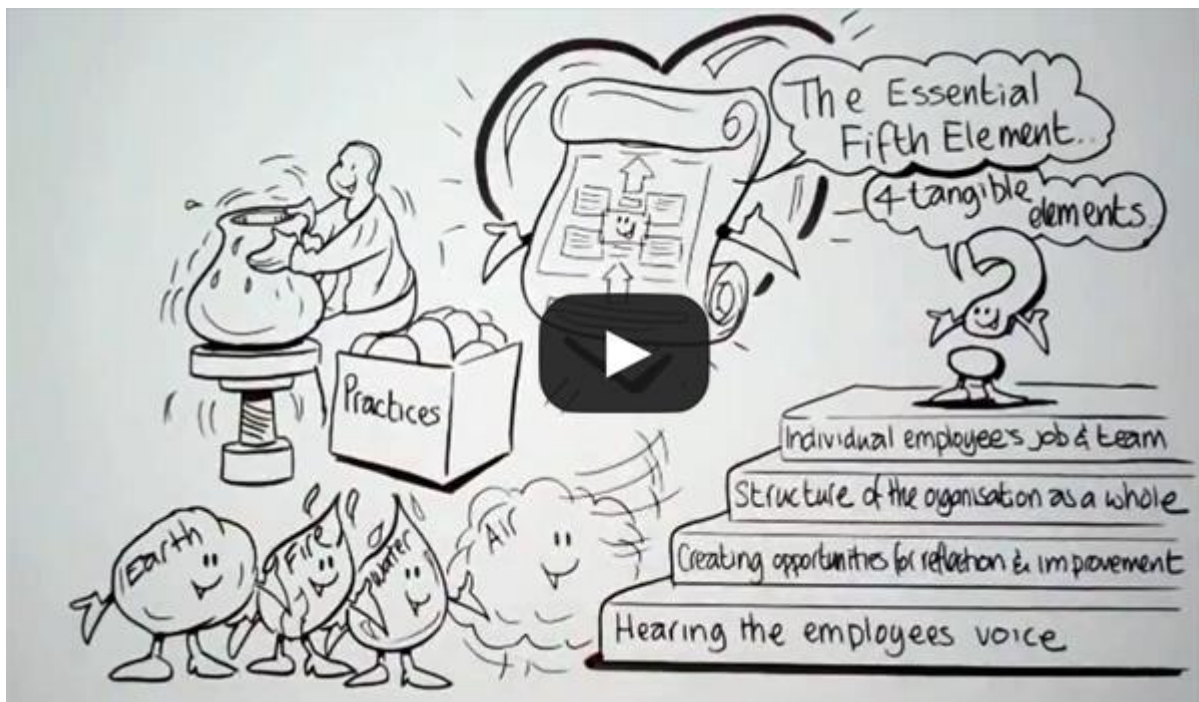 The Essential
Fifth Element..
4 tangible
elements..
Practices
Individual employee's job & team
Structure of the organisation as a whole
Creating opportunities for reflection & improvement
Hearing the employees voice
Earth
Fire
Water
Air